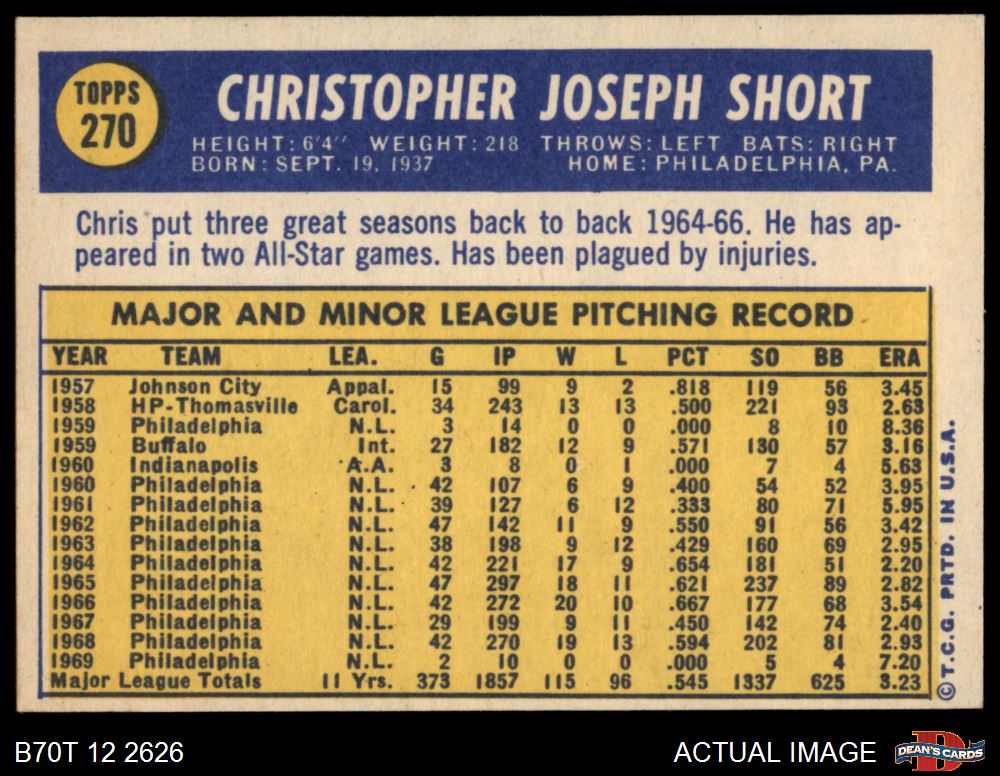 TOPPS
270
CHRISTOPHER JOSEPH SHORT
HEIGHT: 6'4" WEIGHT: 218 THROWS: LEFT BATS: RIGHT
BORN: SEPT. 19, 1937 HOME: PHILADELPHIA, PA.
Chris put three great seasons back to back 1964-66. He has ap-
peared in two All-Star games. Has been plagued by injuries.
MAJOR AND MINOR LEAGUE PITCHING RECORD
YEAR TEAM LEA. G IP W L PCT SO BB ERA
1957 Johnson City Appal. 15 99 9 2 .818 119 56 3.45
1958 HP-Thomasville Carol. 34 243 13 13 .500 221 93 2.63
1959 Philadelphia N.L. 3 14 0 0 .000 8 10 8.36
1959 Buffalo Int. 27 182 12 9 .571 130 57 3.16
1960 Indianapolis A.A. 3 8 0 1 .000 7 4 5.63
1960 Philadelphia N.L. 42 107 6 9 .400 54 52 3.95
1961 Philadelphia N.L. 39 127 6 12 .333 80 71 5.95
1962 Philadelphia N.L. 47 142 11 9 .550 91 56 3.42
1963 Philadelphia N.L. 38 198 9 12 .429 160 69 2.95
1964 Philadelphia N.L. 42 221 17 9 .654 181 51 2.20
1965 Philadelphia N.L. 47 297 18 11 .621 237 89 2.82
1966 Philadelphia N.L. 42 272 20 10 .667 177 68 3.54
1967 Philadelphia N.L. 29 199 9 11 .450 142 74 2.40
1968 Philadelphia N.L. 42 270 19 13 .594 202 81 2.93
1969 Philadelphia N.L. 2 10 0 0 .000 5 4 7.20
Major League Totals 11 Yrs. 373 1857 115 96 .545 1337 625 3.23
©T.C.G. PRTD. IN U.S.A.
B70T 12 2626
ACTUAL IMAGE
DEAN'S CARDS